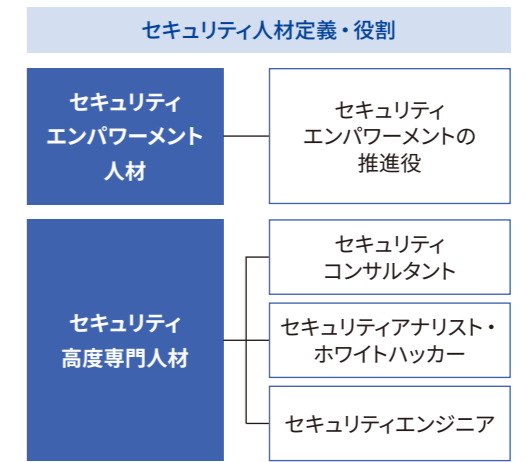 セキュリティ人材定義・役割
セキュリティ
エンパワーメント
人材
セキュリティ
エンパワーメントの
推進役
セキュリティ
高度専門人材
セキュリティ
コンサルタント
セキュリティアナリスト・
ホワイトハッカー
セキュリティエンジニア